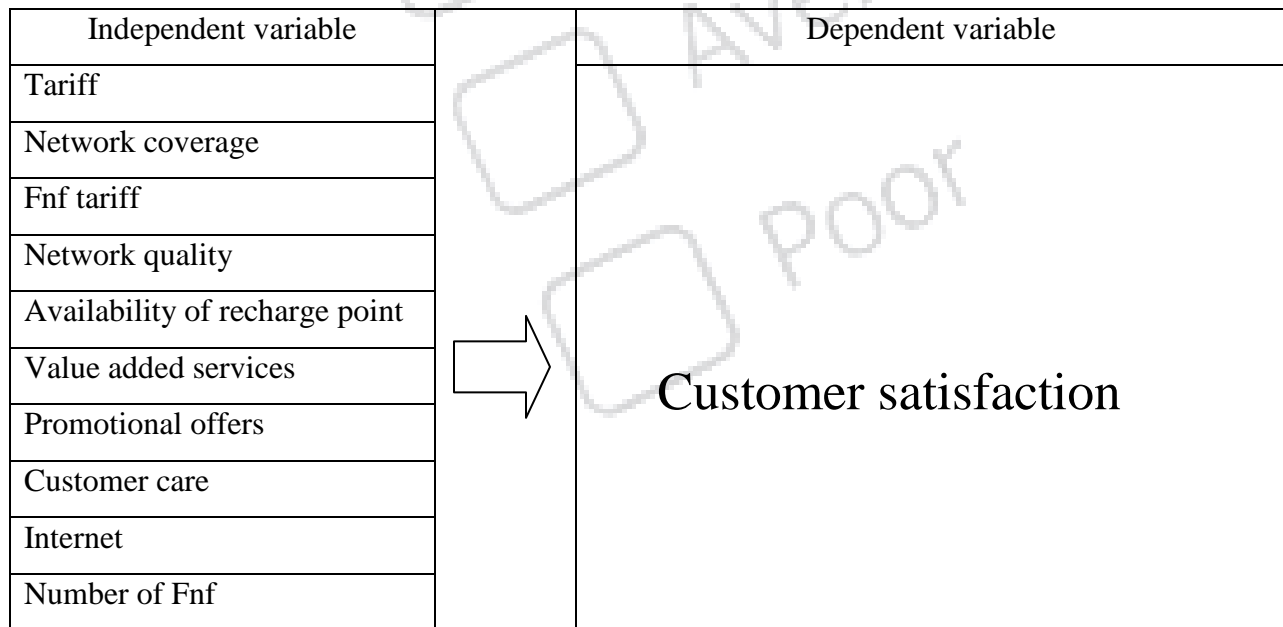 Independent variable
Dependent variable
Tariff
Network coverage
Fnf tariff
Network quality
Availability of recharge point
Value added services
Promotional offers
Customer care
Internet
Number of Fnf
Customer satisfaction
Poor